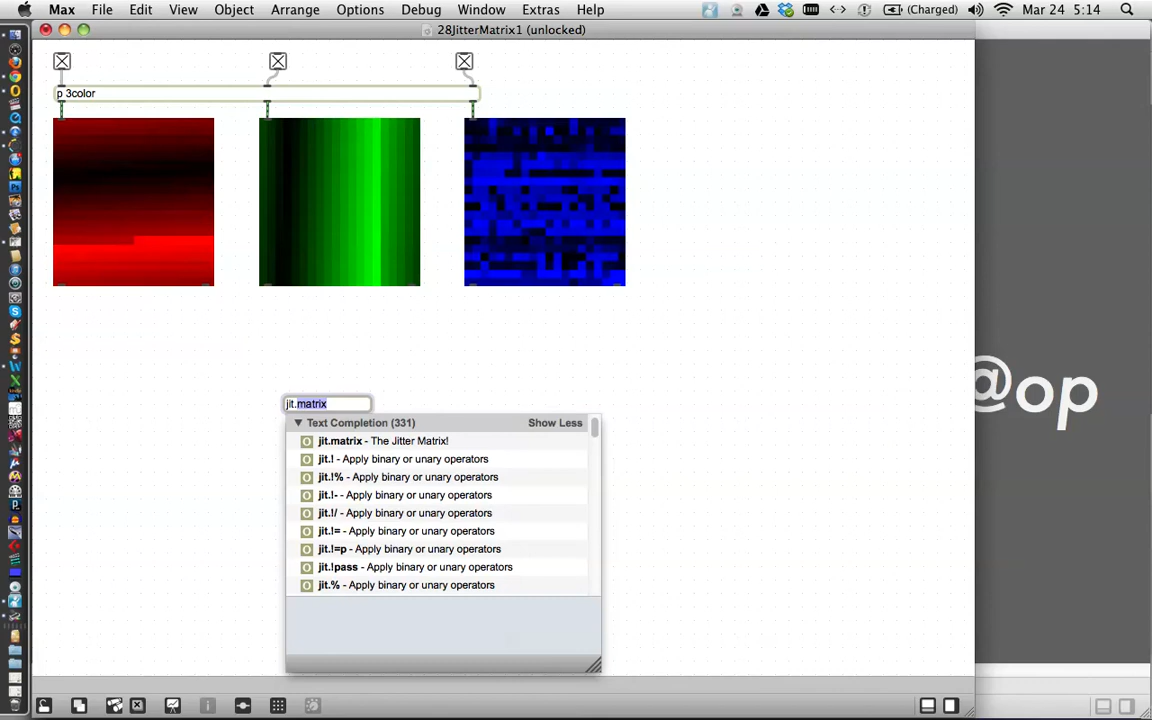 Max File Edit View Object Arrange Options Debug Window Extras Help (Charged) Mar 24 5:14
28JitterMatrix1 (unlocked)
p 3color
@op
jit.matrix
Text Completion (331) Show Less
jit.matrix - The Jitter Matrix!
jit.! - Apply binary or unary operators
jit.!% - Apply binary or unary operators
jit.!- - Apply binary or unary operators
jit.!/ - Apply binary or unary operators
jit.!= - Apply binary or unary operators
jit.!=p - Apply binary or unary operators
jit.!pass - Apply binary or unary operators
jit.% - Apply binary or unary operators